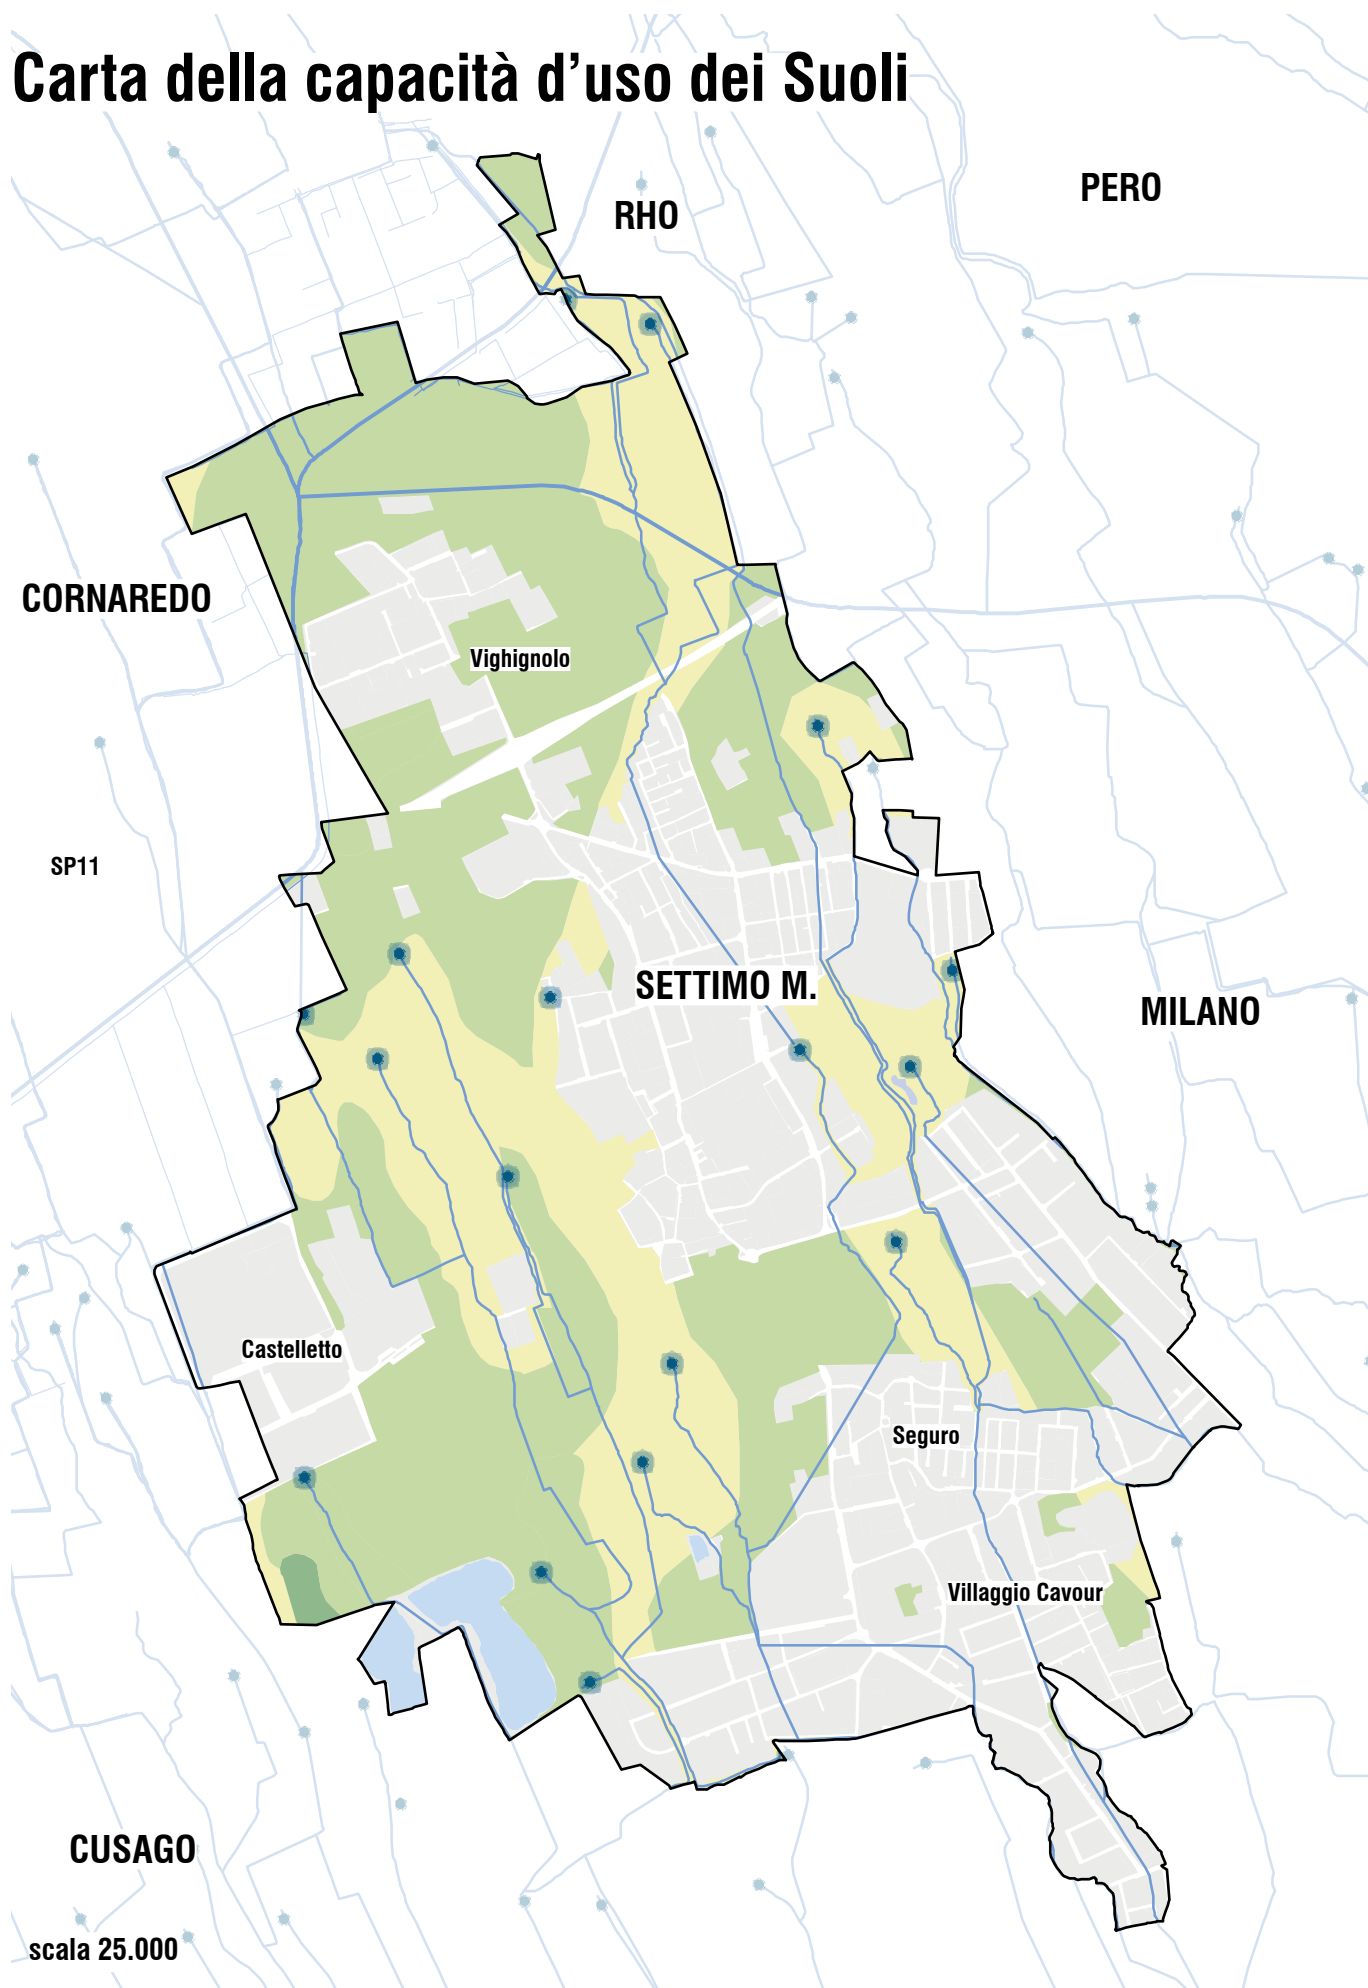 Carta della capacità d’uso dei Suoli
PERO
RHO
CORNAREDO
Vighignolo
SP11
SETTIMO M.
MILANO
Castelletto
Seguro
Villaggio Cavour
CUSAGO
scala 25.000